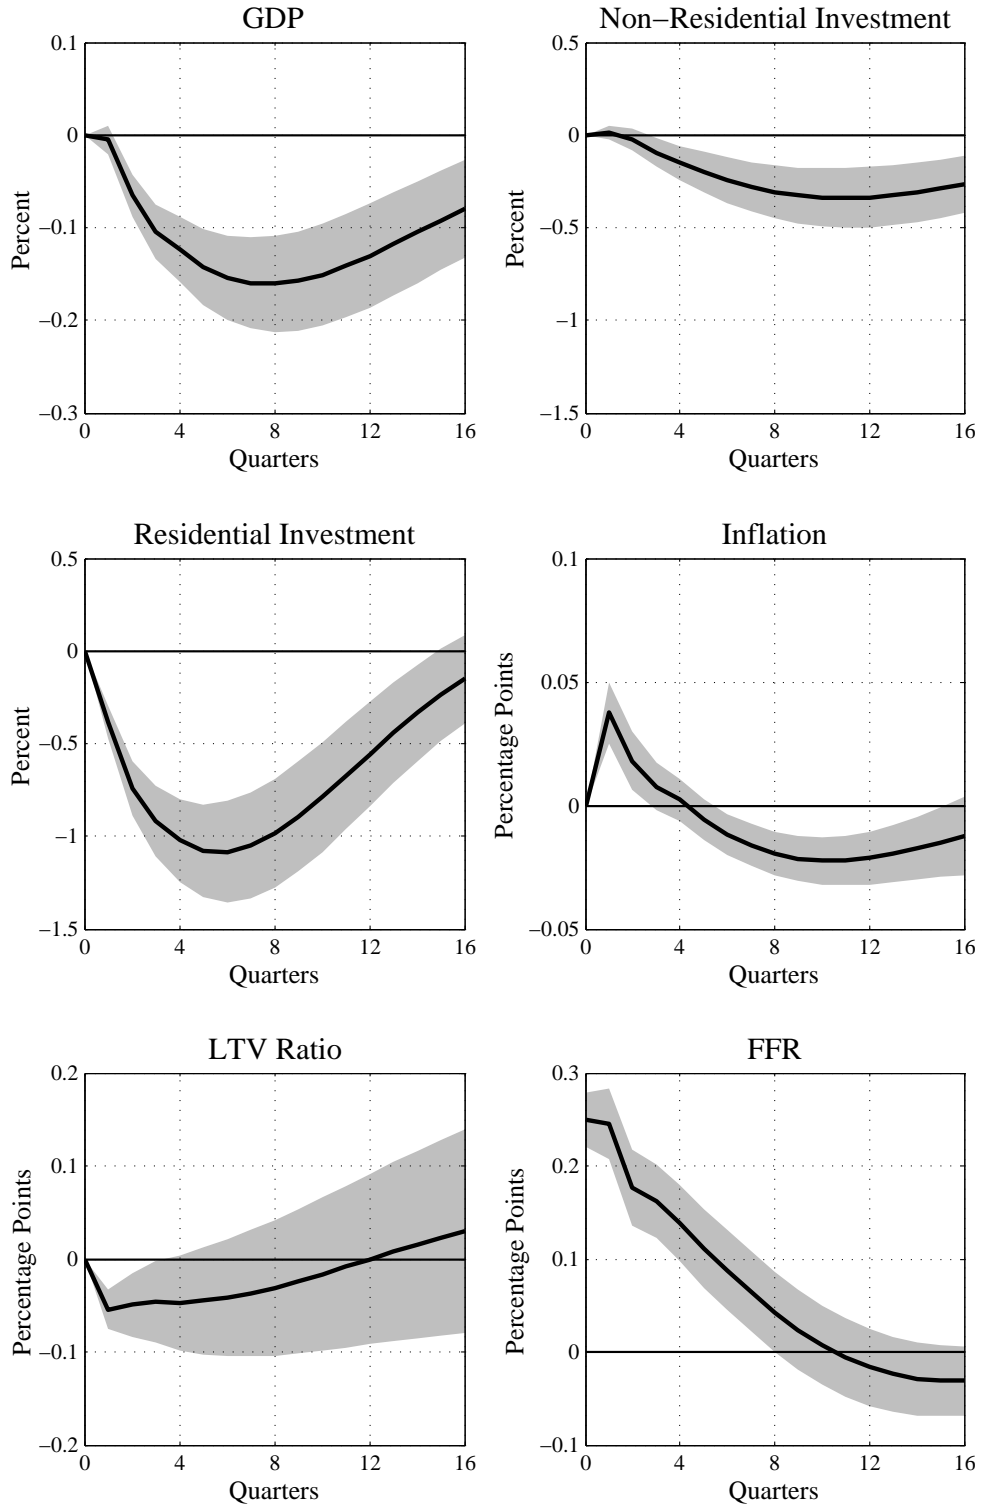 GDP
0.1
0
−0.1
−0.2
−0.3
Percent
0 4 8 12 16
Quarters
Non−Residential Investment
0.5
0
−0.5
−1
−1.5
Percent
0 4 8 12 16
Quarters
Residential Investment
0.5
0
−0.5
−1
−1.5
Percent
0 4 8 12 16
Quarters
Inflation
0.1
0.05
0
−0.05
Percentage Points
0 4 8 12 16
Quarters
LTV Ratio
0.2
0.1
0
−0.1
−0.2
Percentage Points
0 4 8 12 16
Quarters
FFR
0.3
0.2
0.1
0
−0.1
Percentage Points
0 4 8 12 16
Quarters